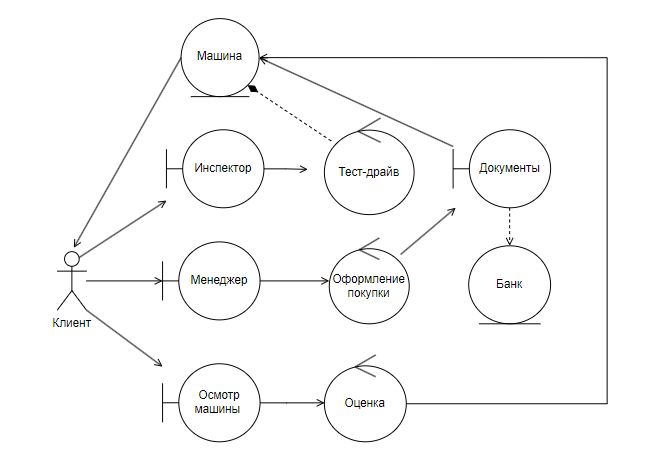 Машина
Инспектор
Тест-драйв
Документы
Менеджер
Оформление
покупки
Банк
Клиент
Осмотр
машины
Оценка